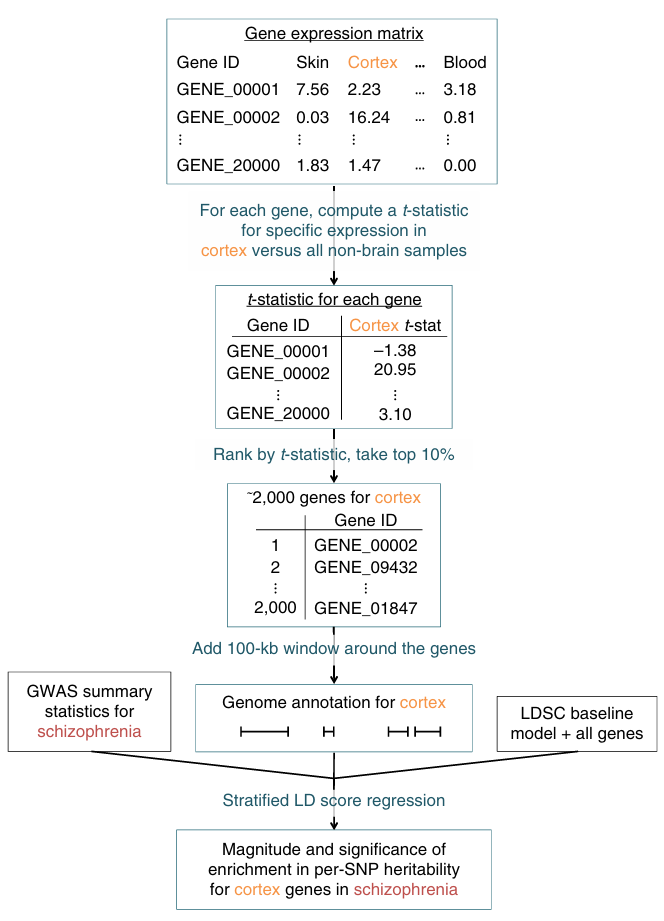 Gene expression matrix
Gene ID Skin Cortex ... Blood
GENE_00001 7.56 2.23 ... 3.18
GENE_00002 0.03 16.24 ... 0.81
⋮ ⋮ ⋮ ⋮
GENE_20000 1.83 1.47 ... 0.00
For each gene, compute a t-statistic
for specific expression in
cortex versus all non-brain samples
t-statistic for each gene
Gene ID Cortex t-stat
GENE_00001 –1.38
GENE_00002 20.95
⋮ ⋮
GENE_20000 3.10
Rank by t-statistic, take top 10%
~2,000 genes for cortex
Gene ID
1 GENE_00002
2 GENE_09432
⋮ ⋮
2,000 GENE_01847
Add 100-kb window around the genes
GWAS summary
statistics for
schizophrenia
Genome annotation for cortex
LDSC baseline
model + all genes
Stratified LD score regression
Magnitude and significance of
enrichment in per-SNP heritability
for cortex genes in schizophrenia